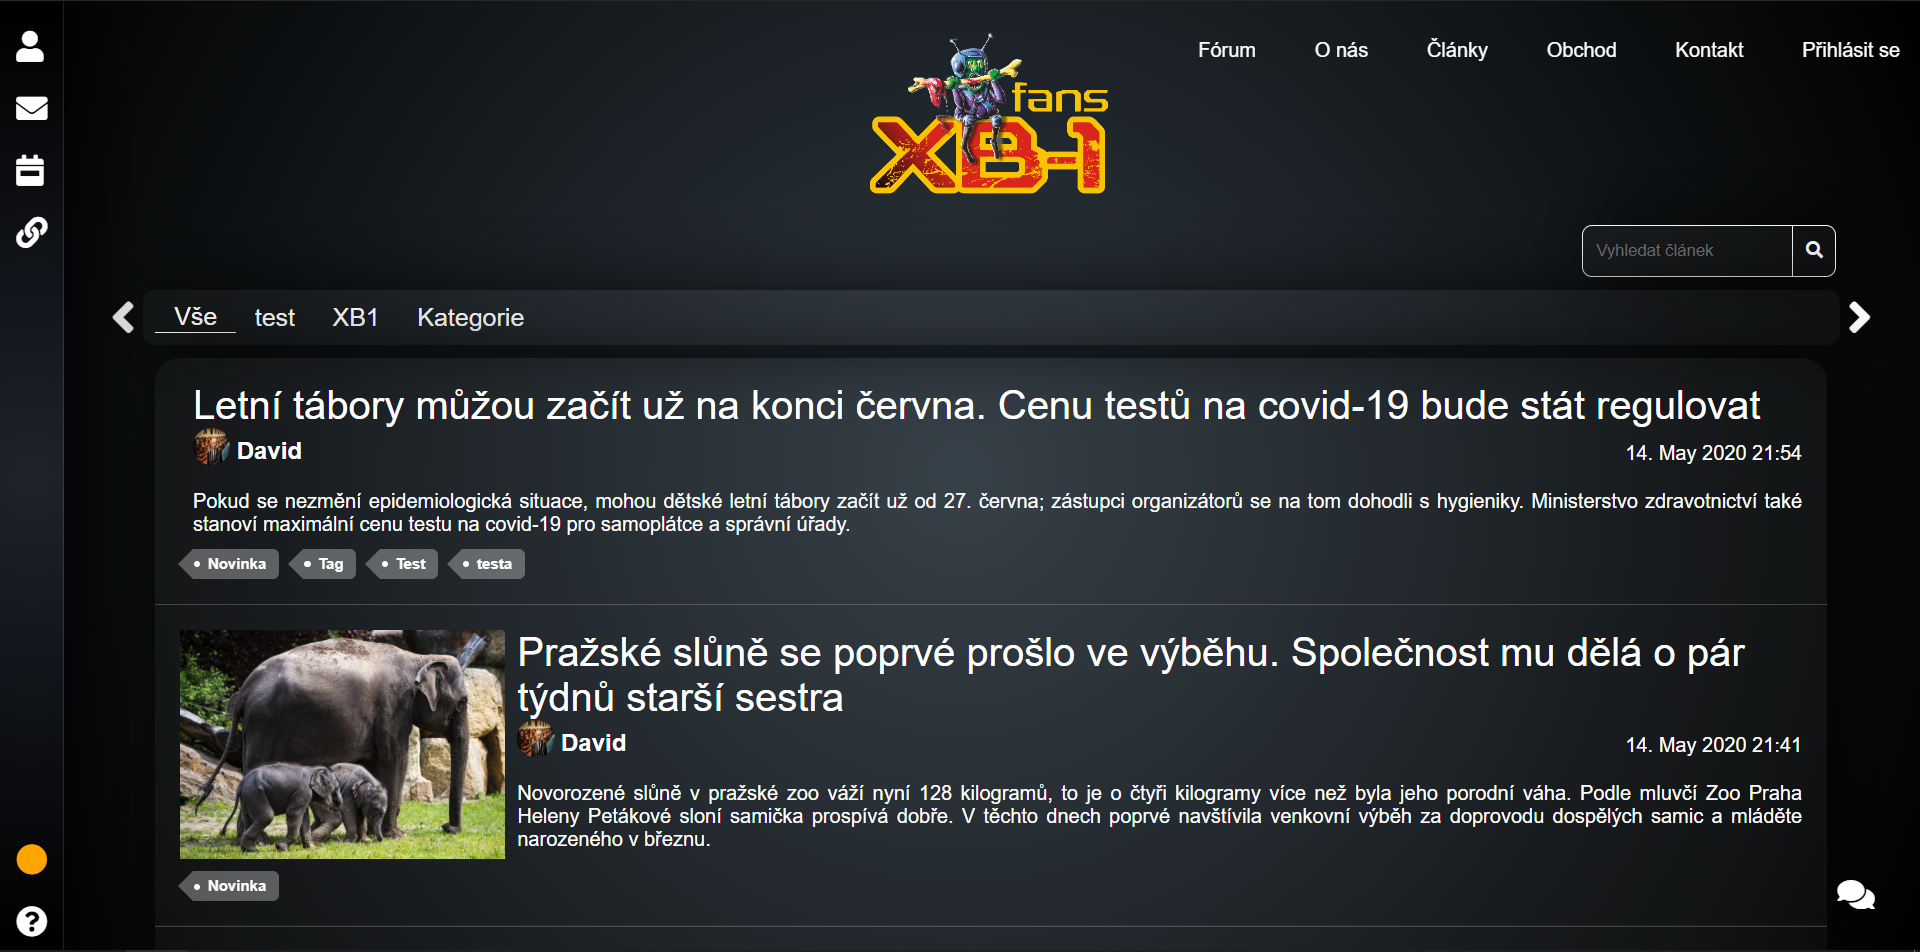 Fórum O nás Články Obchod Kontakt Přihlásit se
fans
XB-1
Vyhledat článek
Vše test XB1 Kategorie
Letní tábory můžou začít už na konci června. Cenu testů na covid-19 bude stát regulovat
David
14. May 2020 21:54
Pokud se nezmění epidemiologická situace, mohou dětské letní tábory začít už od 27. června; zástupci organizátorů se na tom dohodli s hygieniky. Ministerstvo zdravotnictví také
stanoví maximální cenu testu na covid-19 pro samoplátce a správní úřady.
Novinka Tag Test testa
Pražské slůně se poprvé prošlo ve výběhu. Společnost mu dělá o pár
týdnů starší sestra
David
14. May 2020 21:41
Novorozené slůně v pražské zoo váží nyní 128 kilogramů, to je o čtyři kilogramy více než byla jeho porodní váha. Podle mluvčí Zoo Praha
Heleny Petákové sloní samička prospívá dobře. V těchto dnech poprvé navštívila venkovní výběh za doprovodu dospělých samic a mláděte
narozeného v březnu.
Novinka